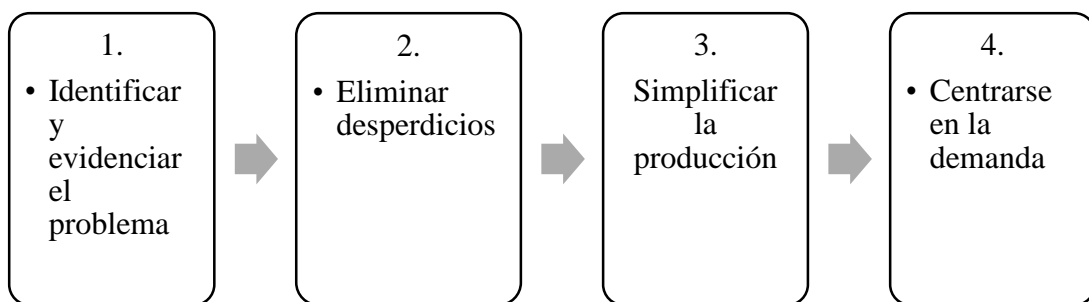 1.
• Identificar
y
evidenciar
el
problema
2.
• Eliminar
desperdicios
3.
Simplificar
la
producción
4.
• Centrarse
en la
demanda